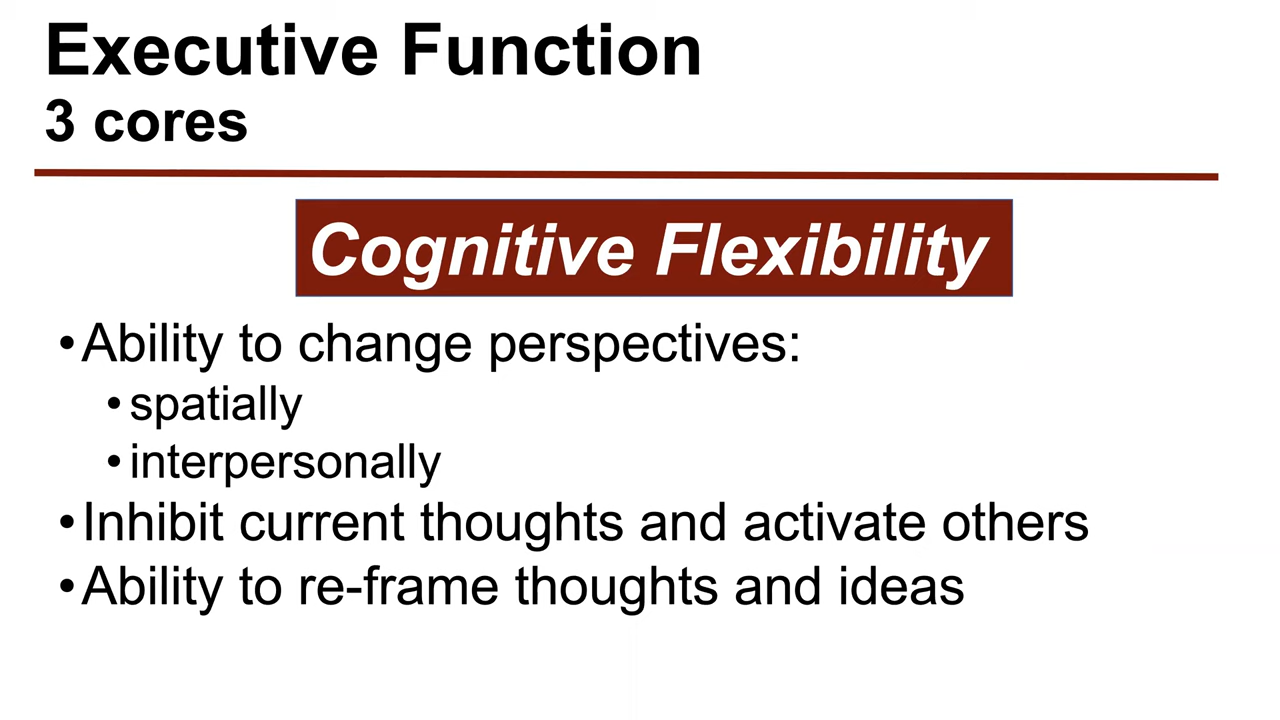 Executive Function
3 cores
Cognitive Flexibility
•Ability to change perspectives:
•spatially
•interpersonally
•Inhibit current thoughts and activate others
•Ability to re-frame thoughts and ideas